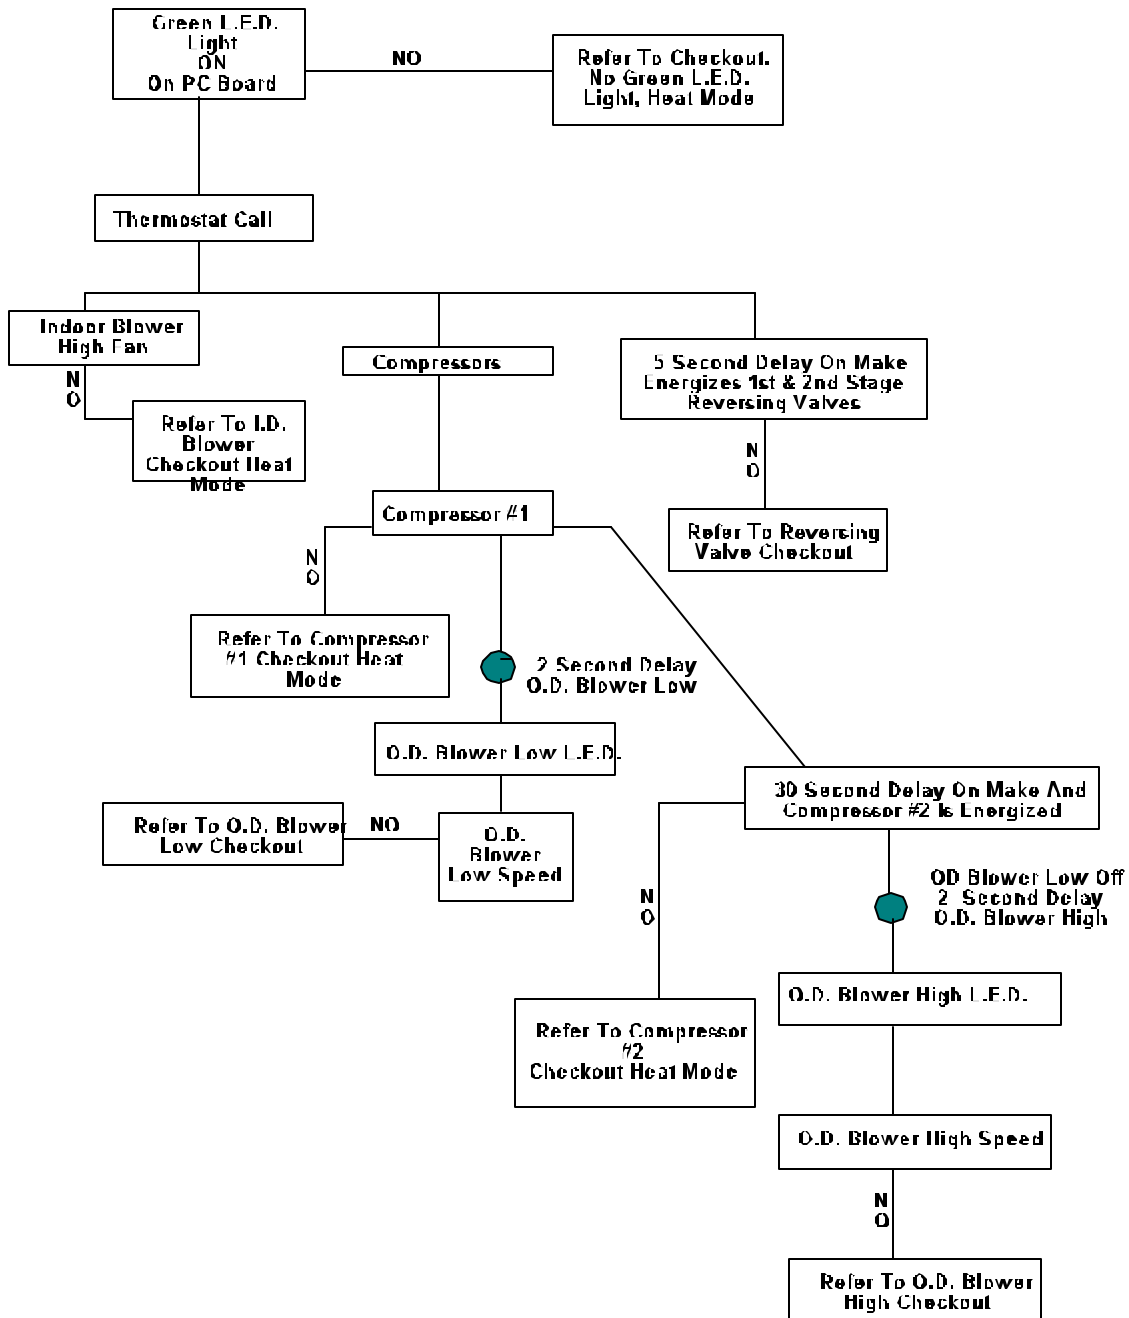 Green L.E.D.
Light
ON
On PC Board
NO
Refer To Checkout.
No Green L.E.D.
Light, Heat Mode
Thermostat Call
Indoor Blower
High Fan
N
O
Refer To I.D.
Blower
Checkout Heat
Mode
Compressors
5 Second Delay On Make
Energizes 1st & 2nd Stage
Reversing Valves
N
O
Refer To Reversing
Valve Checkout
Compressor #1
N
O
Refer To Compressor
#1 Checkout Heat
Mode
2 Second Delay
O.D. Blower Low
O.D. Blower Low L.E.D.
Refer To O.D. Blower
Low Checkout
NO
O.D.
Blower
Low Speed
30 Second Delay On Make And
Compressor #2 Is Energized
N
O
OD Blower Low Off
2 Second Delay
O.D. Blower High
Refer To Compressor
#2
Checkout Heat Mode
O.D. Blower High L.E.D.
O.D. Blower High Speed
N
O
Refer To O.D. Blower
High Checkout